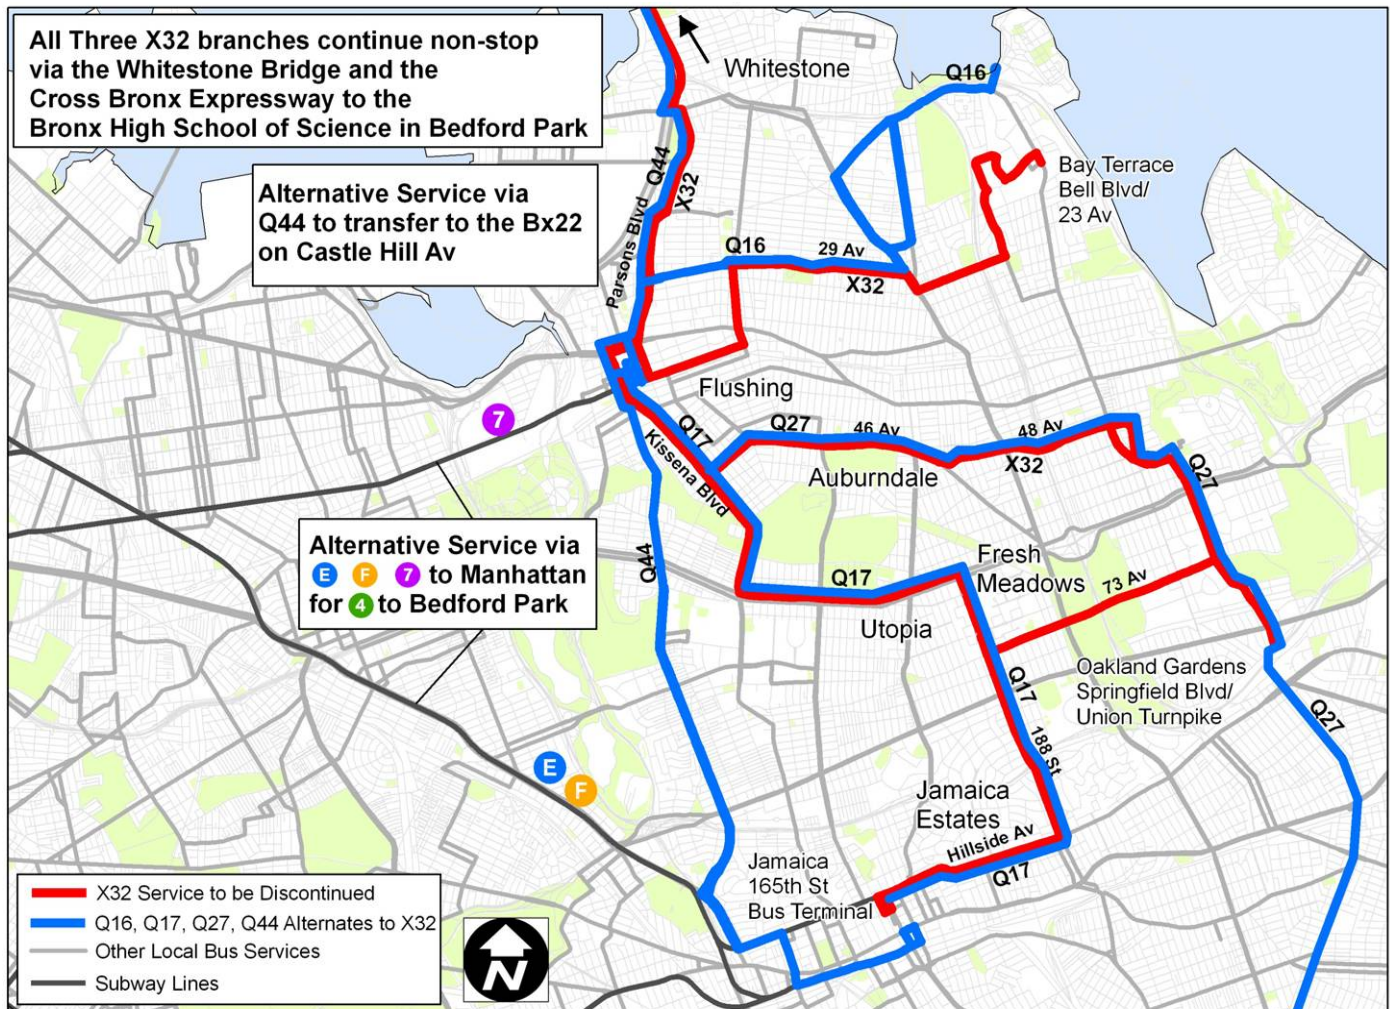 All Three X32 branches continue non-stop
via the Whitestone Bridge and the
Cross Bronx Expressway to the
Bronx High School of Science in Bedford Park
Whitestone
Q16
Alternative Service via
Q44 to transfer to the Bx22
on Castle Hill Av
Q44
X32
Parsons Blvd
Bay Terrace
Bell Blvd/
23 Av
Q16
29 Av
X32
Flushing
7
Q17
Kissena Blvd
Q27
46 Av
48 Av
X32
Q27
Auburndale
Alternative Service via
E F 7 to Manhattan
for 4 to Bedford Park
Q44
Q17
Fresh
Meadows
73 Av
Utopia
Oakland Gardens
Springfield Blvd/
Union Turnpike
Q17
188 St
Q27
E
F
Jamaica
Estates
Hillside Av
Q17
Jamaica
165th St
Bus Terminal
X32 Service to be Discontinued
Q16, Q17, Q27, Q44 Alternates to X32
Other Local Bus Services
Subway Lines
N